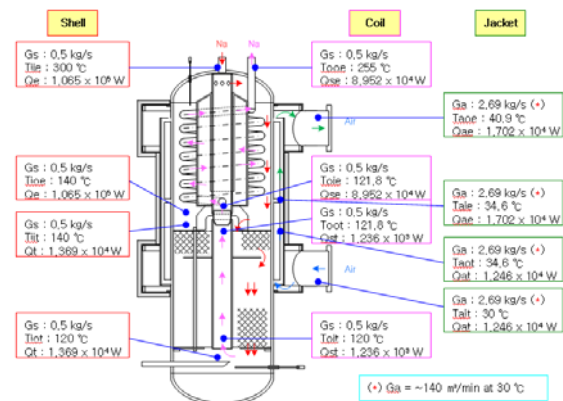 Shell
Coil
Jacket
Gs : 0,5 kg/s
Tiie : 300 ℃
Qe : 1,065 x 10⁵ W
Na
Na
Gs : 0,5 kg/s
Tooe : 255 ℃
Qse : 8,952 x 10⁴ W
Ga : 2,69 kg/s (*)
Taoe : 40,9 ℃
Qae : 1,702 x 10⁴ W
Air
Gs : 0,5 kg/s
Tioe : 140 ℃
Qe : 1,065 x 10⁵ W
Gs : 0,5 kg/s
Toie : 121,8 ℃
Qse : 8,952 x 10⁴ W
Ga : 2,69 kg/s (*)
Taie : 34,6 ℃
Qae : 1,702 x 10⁴ W
Gs : 0,5 kg/s
Tiit : 140 ℃
Qt : 1,369 x 10⁴ W
Gs : 0,5 kg/s
Toot : 121,8 ℃
Qst : 1,236 x 10³ W
Ga : 2,69 kg/s (*)
Taot : 34,6 ℃
Qat : 1,246 x 10⁴ W
Air
Gs : 0,5 kg/s
Tiot : 120 ℃
Qt : 1,369 x 10⁴ W
Gs : 0,5 kg/s
Toit : 120 ℃
Qst : 1,236 x 10³ W
Ga : 2,69 kg/s (*)
Tait : 30 ℃
Qat : 1,246 x 10⁴ W
(*) Ga = ~140 m³/min at 30 ℃